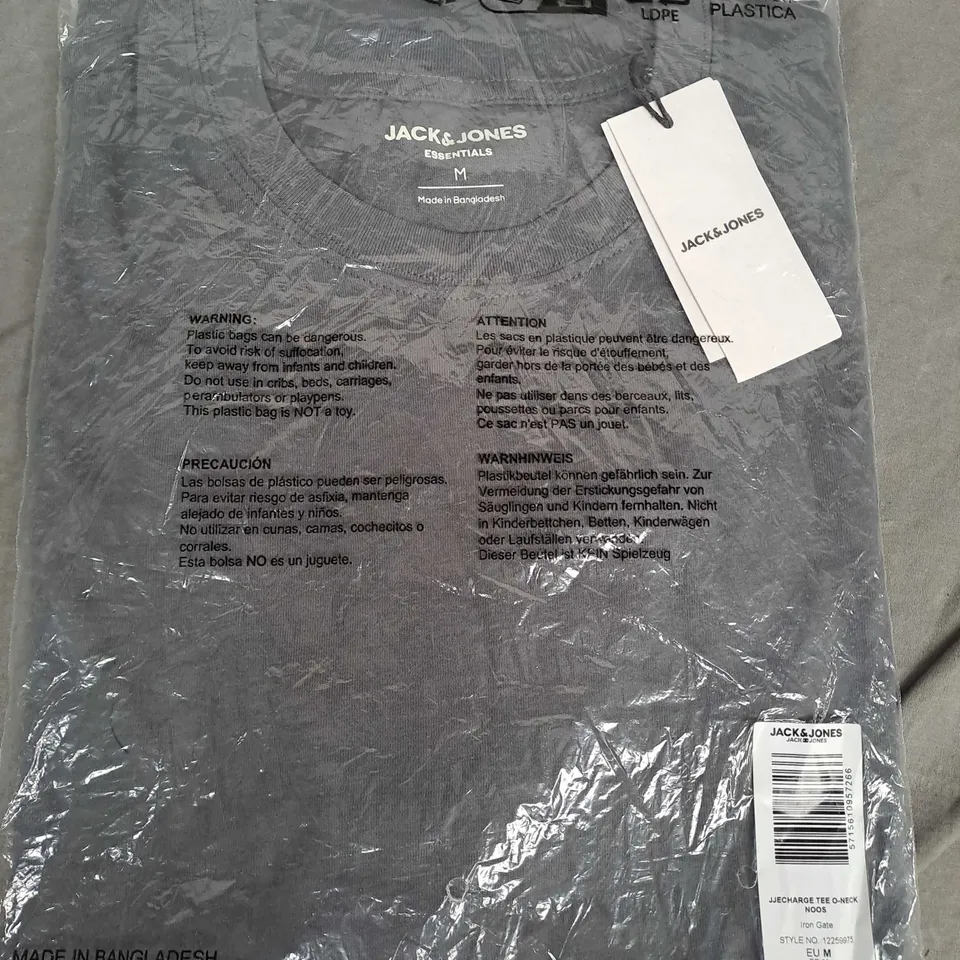 LDPE
PLASTICA
JACK&JONES
ESSENTIALS
M
Made in Bangladesh
JACK&JONES
WARNING:
Plastic bags can be dangerous.
To avoid risk of suffocation,
keep away from infants and children.
Do not use in cribs, beds, carriages,
perambulators or playpens.
This plastic bag is NOT a toy.
ATTENTION
Les sacs en plastique peuvent être dangereux.
Pour éviter le risque d'étouffement,
garder hors de la portée des bébés et des
enfants.
Ne pas utiliser dans des berceaux, lits,
poussettes ou parcs pour enfants.
Ce sac n'est PAS un jouet.
PRECAUCIÓN
Las bolsas de plástico pueden ser peligrosas.
Para evitar riesgo de asfixia, mantenga
alejado de infantes y niños.
No utilizar en cunas, camas, cochecitos o
corrales.
Esta bolsa NO es un juguete.
WARNHINWEIS
Plastikbeutel können gefährlich sein. Zur
Vermeidung der Erstickungsgefahr von
Säuglingen und Kindern fernhalten. Nicht
in Kinderbettchen, Betten, Kinderwägen
oder Laufställen verwenden.
Dieser Beutel ist KEIN Spielzeug
JACK&JONES
JACK JONES
5715610957266
JJECHARGE TEE O-NECK
NOOS
Iron Gate
STYLE NO. 12259975
EU M
MADE IN BANGLADESH